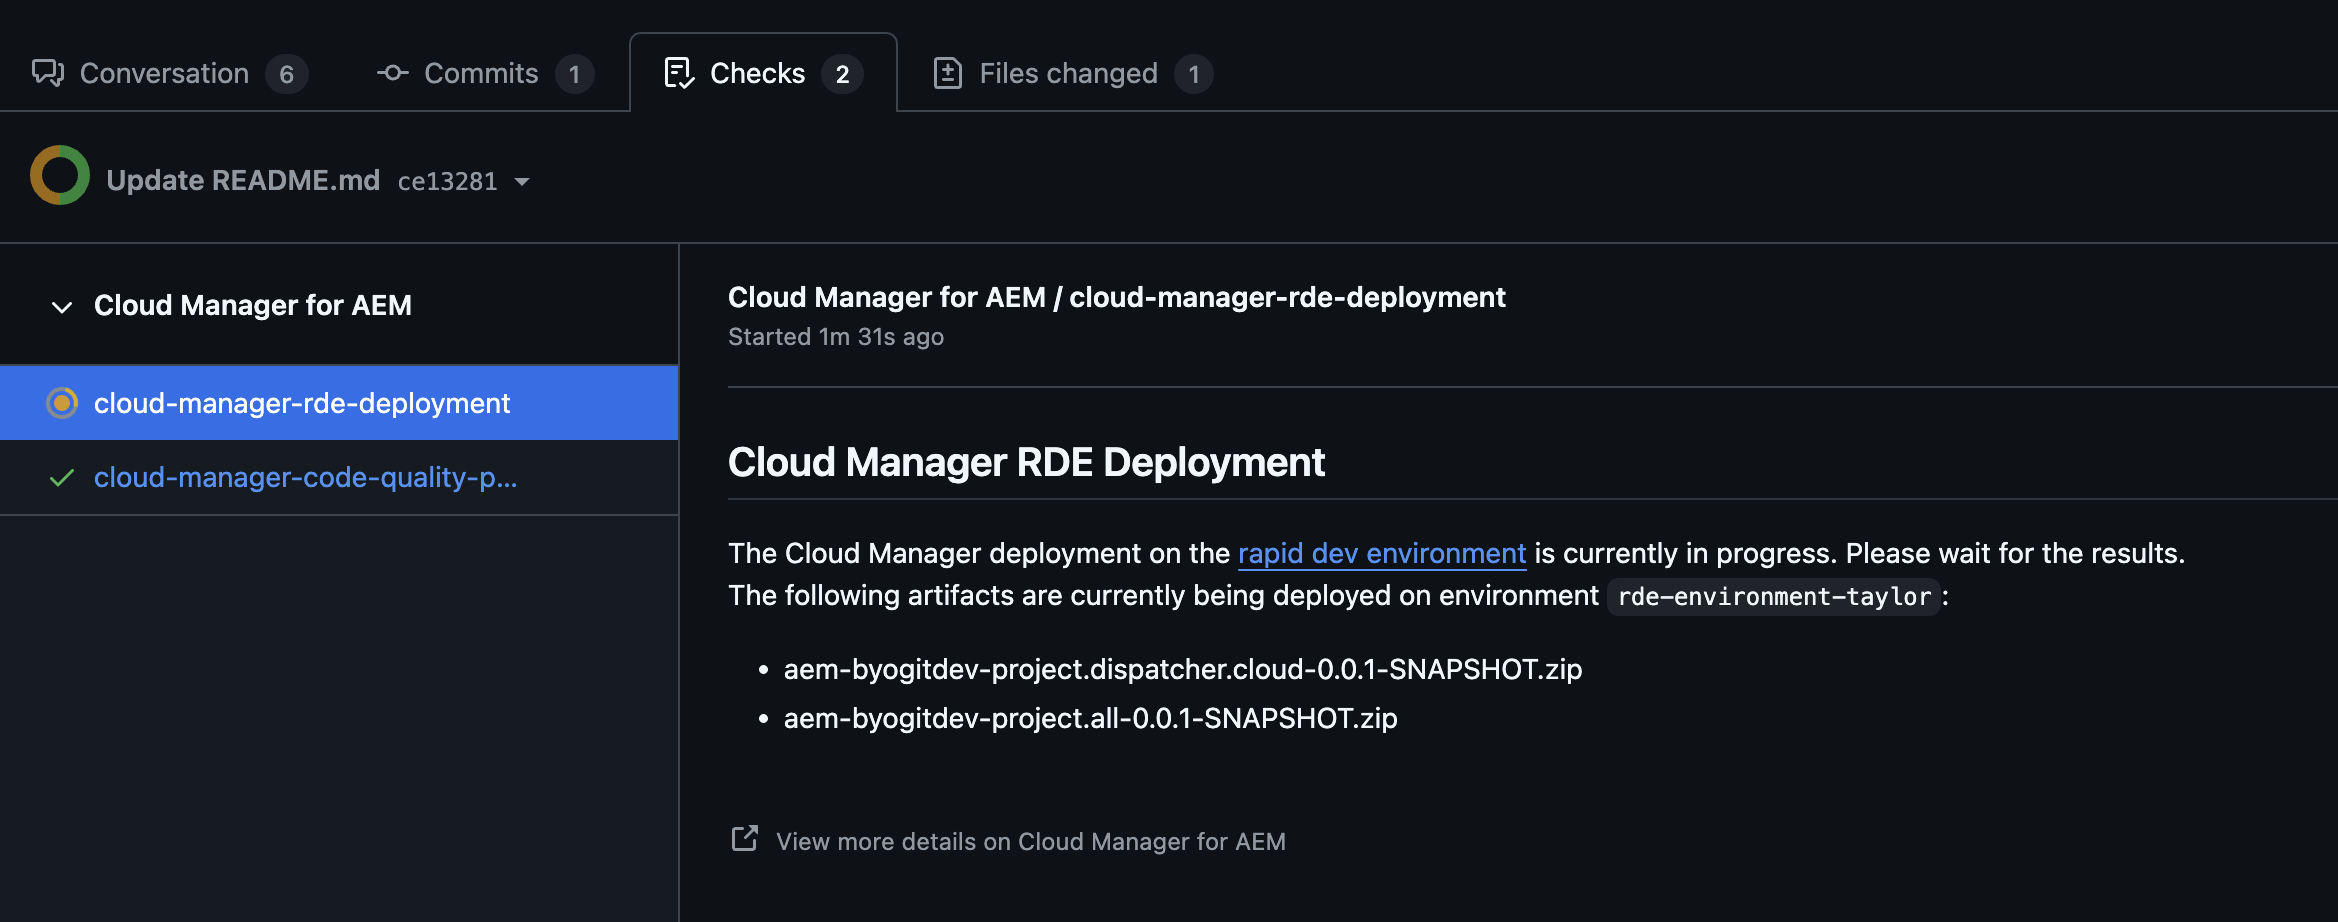 Conversation 6 Commits 1 Checks 2 Files changed 1
Update README.md ce13281
Cloud Manager for AEM
cloud-manager-rde-deployment
cloud-manager-code-quality-p...
Cloud Manager for AEM / cloud-manager-rde-deployment
Started 1m 31s ago
Cloud Manager RDE Deployment
The Cloud Manager deployment on the rapid dev environment is currently in progress. Please wait for the results.
The following artifacts are currently being deployed on environment rde-environment-taylor:
• aem-byogitdev-project.dispatcher.cloud-0.0.1-SNAPSHOT.zip
• aem-byogitdev-project.all-0.0.1-SNAPSHOT.zip
View more details on Cloud Manager for AEM